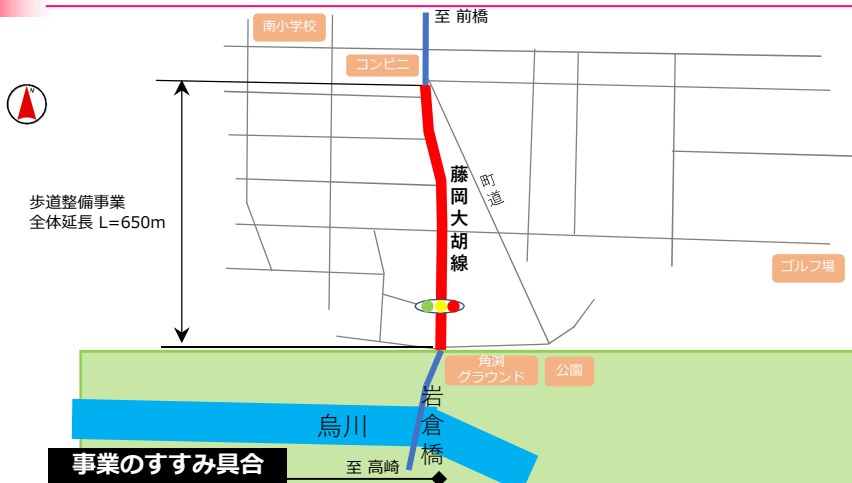 南小学校
至 前橋
コンビニ
N
歩道整備事業
全体延長 L=650m
藤岡大胡線
町道
ゴルフ場
角渕
グラウンド
公園
岩倉橋
烏川
事業のすすみ具合
至 高崎